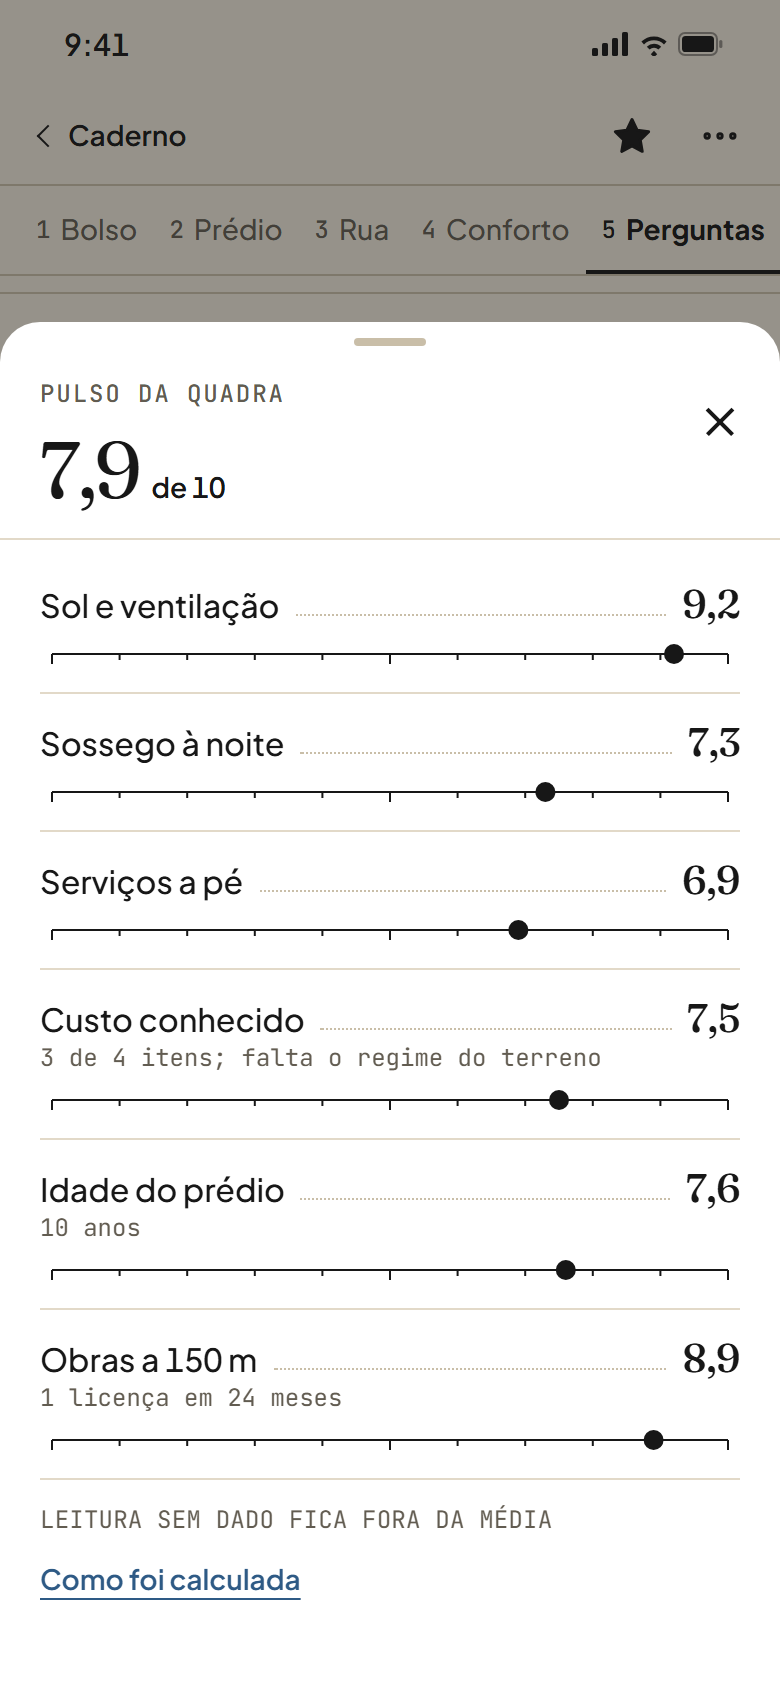 9:41
Caderno
1 Bolso 2 Prédio 3 Rua 4 Conforto 5 Perguntas
PULSO DA QUADRA
7,9 de 10
Sol e ventilação 9,2
Sossego à noite 7,3
Serviços a pé 6,9
Custo conhecido 7,5
3 de 4 itens; falta o regime do terreno
Idade do prédio 7,6
10 anos
Obras a 150 m 8,9
1 licença em 24 meses
LEITURA SEM DADO FICA FORA DA MÉDIA
Como foi calculada